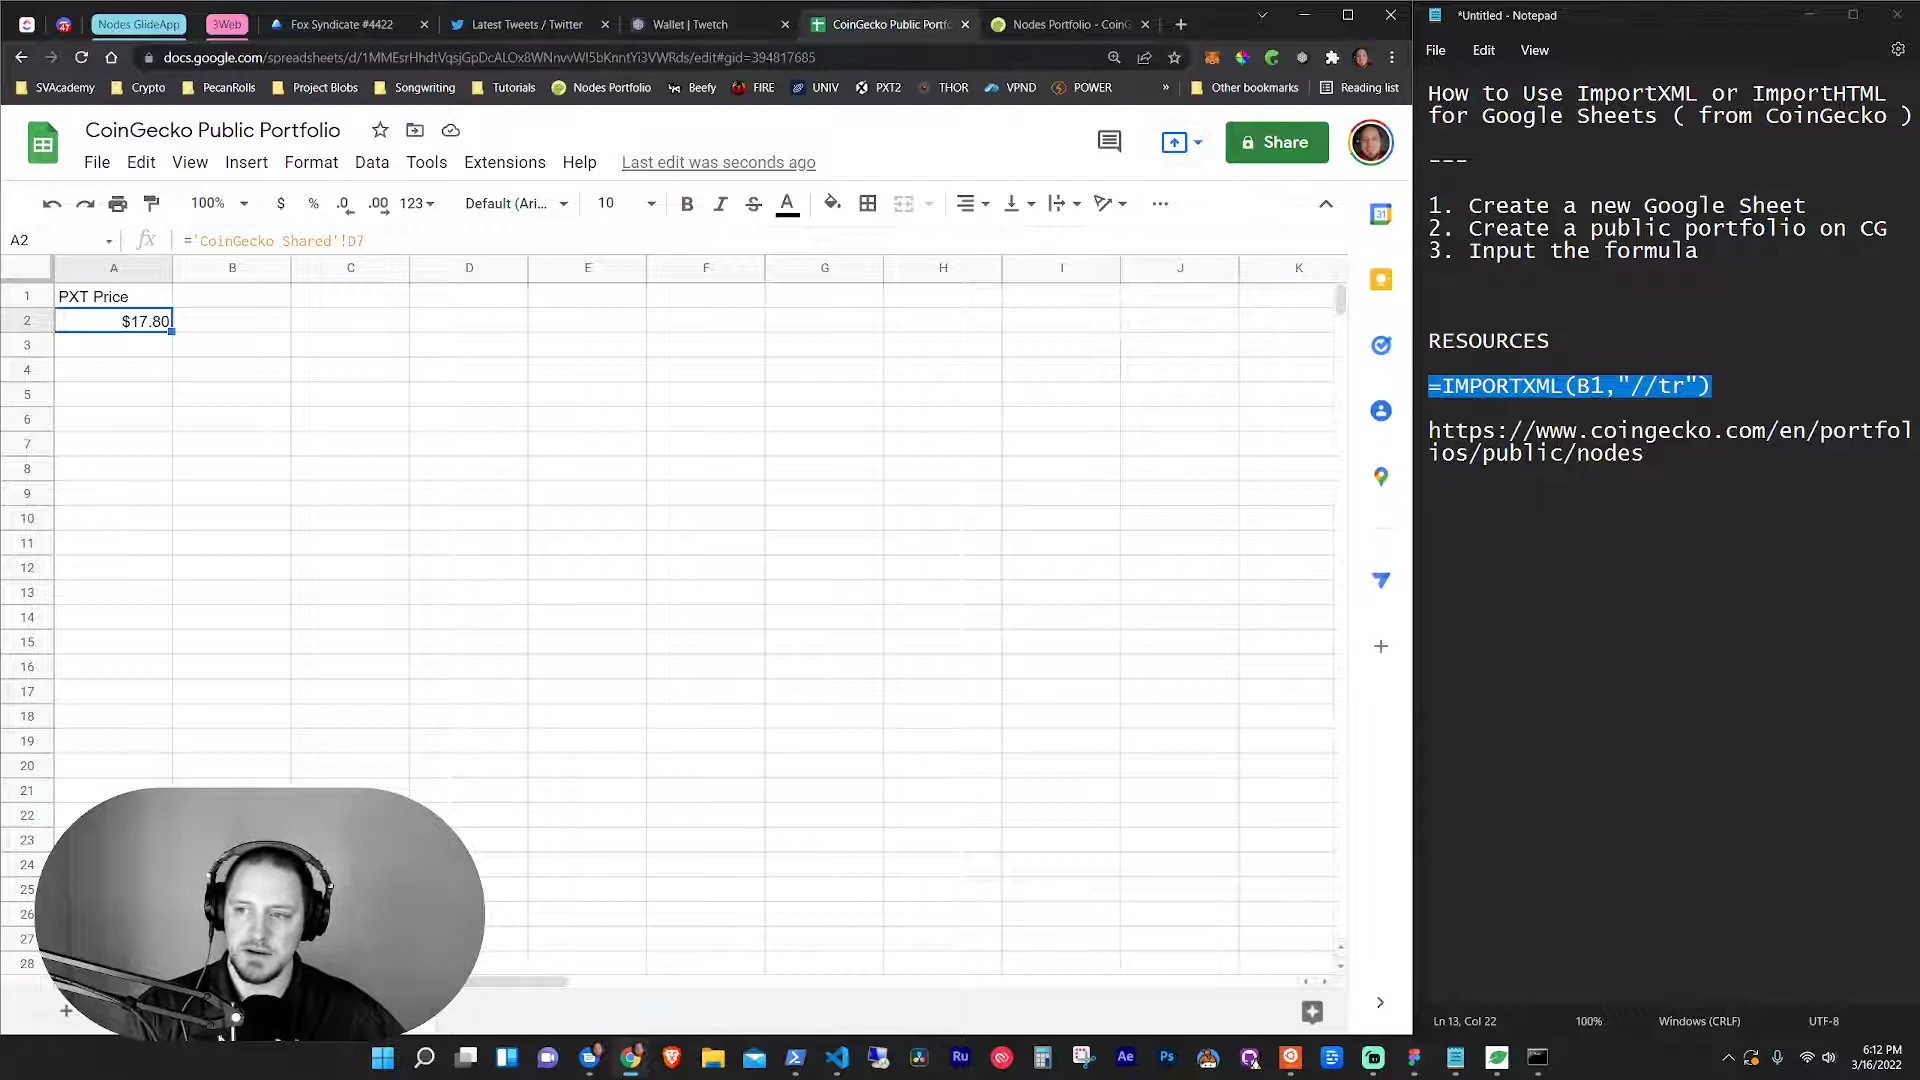 Nodes GlideApp
3Web
Fox Syndicate #4422
Latest Tweets / Twitter
Wallet | Twetch
CoinGecko Public Portfo
Nodes Portfolio - CoinG
docs.google.com/spreadsheets/d/1MMEsrHhdtVqsjGpDcALOx8WNnvvWI5bKnntYi3VWRds/edit#gid=394817685
SVAcademy
Crypto
PecanRolls
Project Blobs
Songwriting
Tutorials
Nodes Portfolio
Beefy
FIRE
UNIV
PXT2
THOR
VPND
POWER
»
Other bookmarks
Reading list
CoinGecko Public Portfolio
File Edit View Insert Format Data Tools Extensions Help
Last edit was seconds ago
Share
100% $ % .0 .00 123 Default (Ari... 10 B I S A
A2
fx
='CoinGecko Shared'!D7
A B C D E F G H I J K
1 PXT Price
2 $17.80
3
4
5
6
7
8
9
10
11
12
13
14
15
16
17
18
19
20
21
22
23
24
25
26
27
28
*Untitled - Notepad
File Edit View
How to Use ImportXML or ImportHTML
for Google Sheets ( from CoinGecko )
---
1. Create a new Google Sheet
2. Create a public portfolio on CG
3. Input the formula
RESOURCES
=IMPORTXML(B1,"//tr")
https://www.coingecko.com/en/portfol
ios/public/nodes
Ln 13, Col 22
100%
Windows (CRLF)
UTF-8
31
Ru
Ae
Ps
6:12 PM
3/16/2022